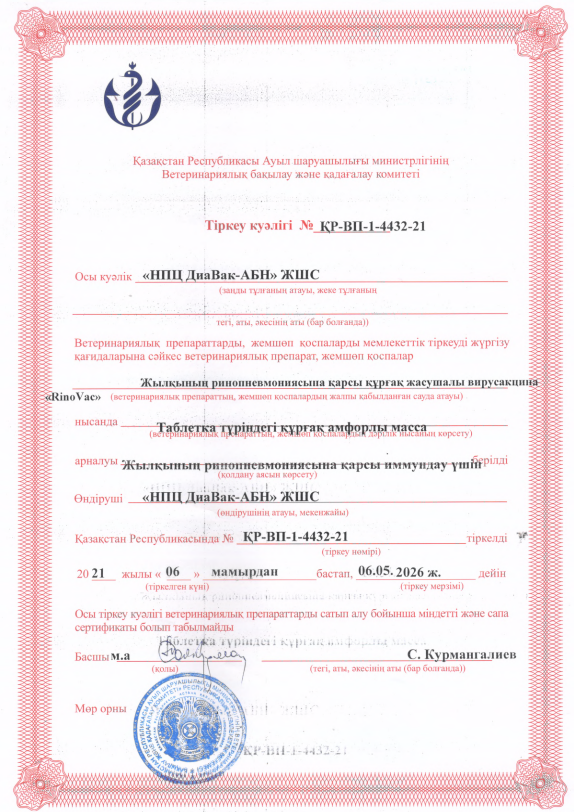 Қазақстан Республикасы Ауыл шаруашылығы министрлігінің
Ветеринариялық бақылау және қадағалау комитеті
Тіркеу куәлігі № ҚР-ВП-1-4432-21
Осы куәлік «НПЦ ДиаВак-АБН» ЖШС
(заңды тұлғаның атауы, жеке тұлғаның
тегі, аты, әкесінің аты (бар болғанда))
Ветеринариялық препараттарды, жемшөп қоспаларды мемлекеттік тіркеуді жүргізу
қағидаларына сәйкес ветеринариялық препарат, жемшөп қоспалар
Жылқының ринопневмониясына қарсы құрғақ жасушалы вирусакцина
«RinoVac» (ветеринариялық препараттың, жемшөп қоспалардың жалпы қабылданған сауда атауы)
нысанда Таблетка түріндегі құрғақ амфорлы масса
(ветеринариялық препараттың, жемшөп қоспалардың дәрілік нысанын көрсету)
арналуы Жылқының ринопневмониясына қарсы иммундау үшін берілді
(қолдану аясын көрсету)
Өндіруші «НПЦ ДиаВак-АБН» ЖШС
(өндірушінің атауы, мекенжайы)
Қазақстан Республикасында № ҚР-ВП-1-4432-21 тіркелді
(тіркеу нөмірі)
20 21 жылы « 06 » мамырдан бастап, 06.05. 2026 ж. дейін
(тіркелген күні) (тіркеу мерзімі)
Осы тіркеу куәлігі ветеринариялық препараттарды сатып алу бойынша міндетті және сапа
сертификаты болып табылмайды
Басшы м.а С. Курмангалиев
(қолы) (тегі, аты, әкесінің аты (бар болғанда))
Мөр орны